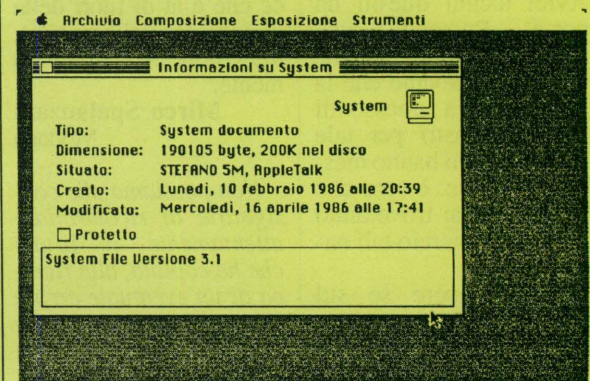 Archivio Composizione Esposizione Strumenti
Informazioni su System
System
Tipo: System documento
Dimensione: 190105 byte, 200K nel disco
Situato: STEFANO 5M, AppleTalk
Creato: Lunedì, 10 febbraio 1986 alle 20:39
Modificato: Mercoledì, 16 aprile 1986 alle 17:41
Protetto
System File Versione 3.1